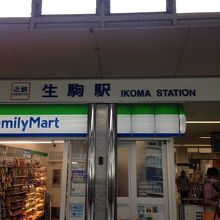 近鉄
生駒駅 IKOMA STATION
amilyMart